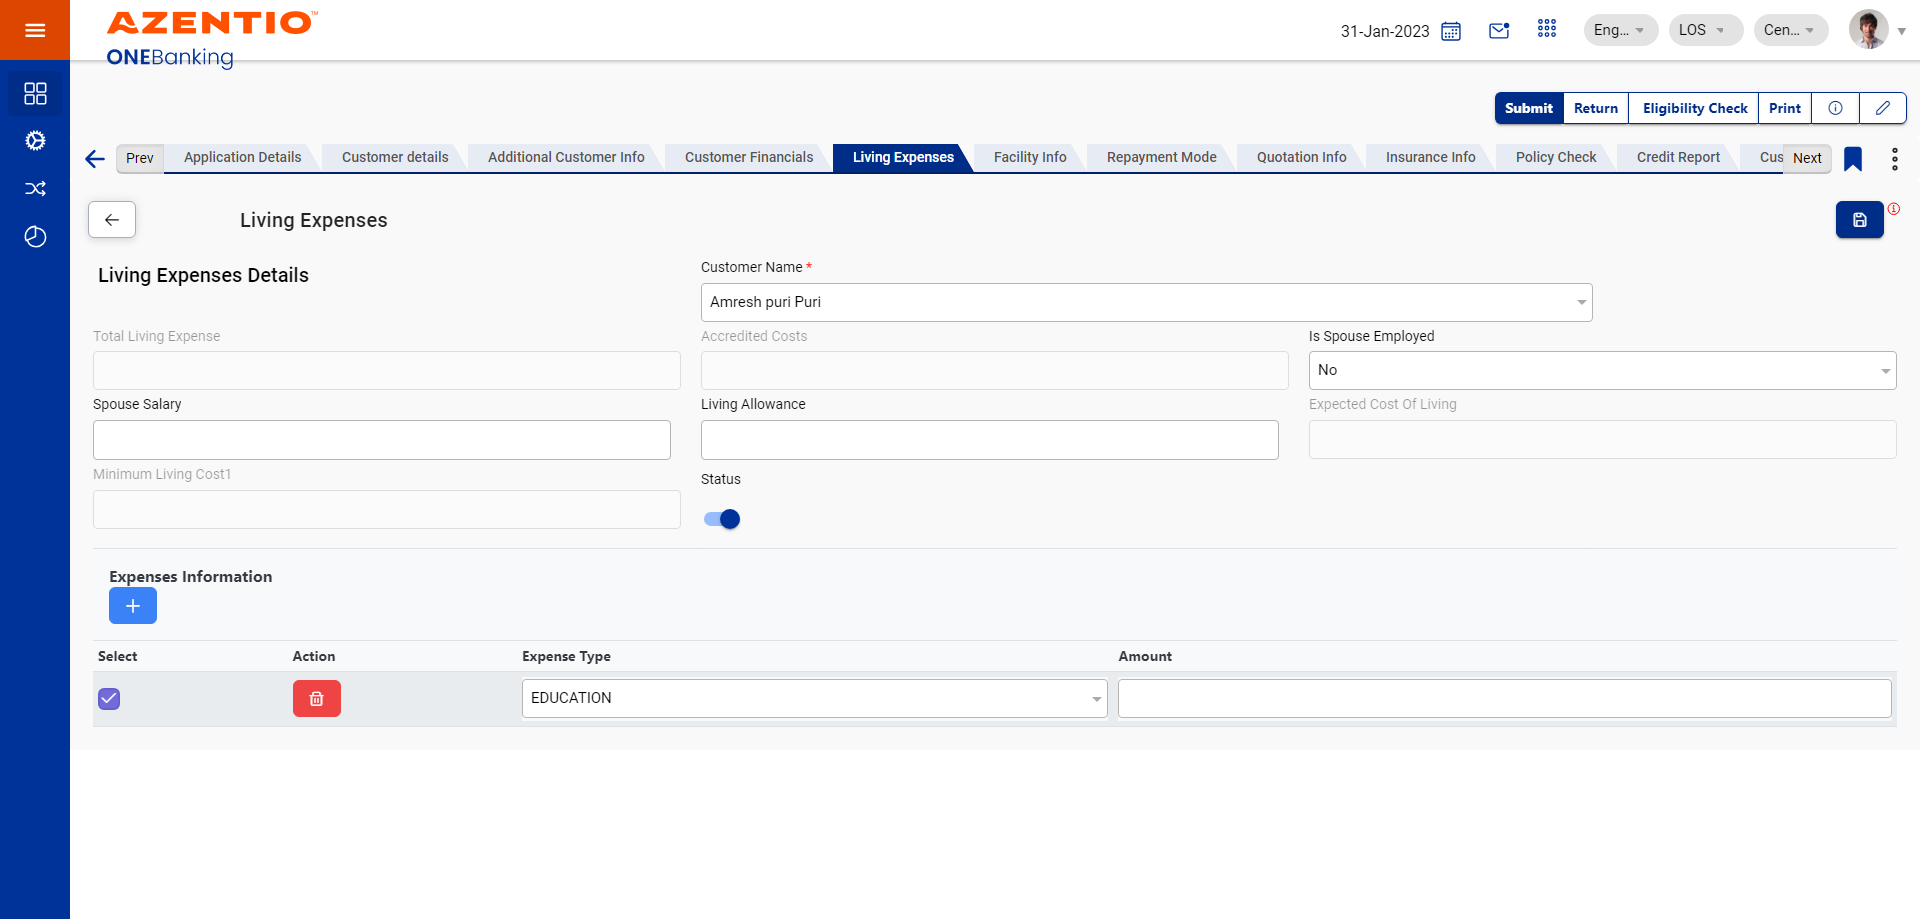 AZENTIO™
ONEBanking
31-Jan-2023
Eng...
LOS
Cen...
Submit
Return
Eligibility Check
Print
Prev
Application Details
Customer details
Additional Customer Info
Customer Financials
Living Expenses
Facility Info
Repayment Mode
Quotation Info
Insurance Info
Policy Check
Credit Report
Cus
Next
Living Expenses
Living Expenses Details
Customer Name *
Amresh puri Puri
Total Living Expense
Accredited Costs
Is Spouse Employed
No
Spouse Salary
Living Allowance
Expected Cost Of Living
Minimum Living Cost1
Status
Expenses Information
+
Select
Action
Expense Type
Amount
EDUCATION